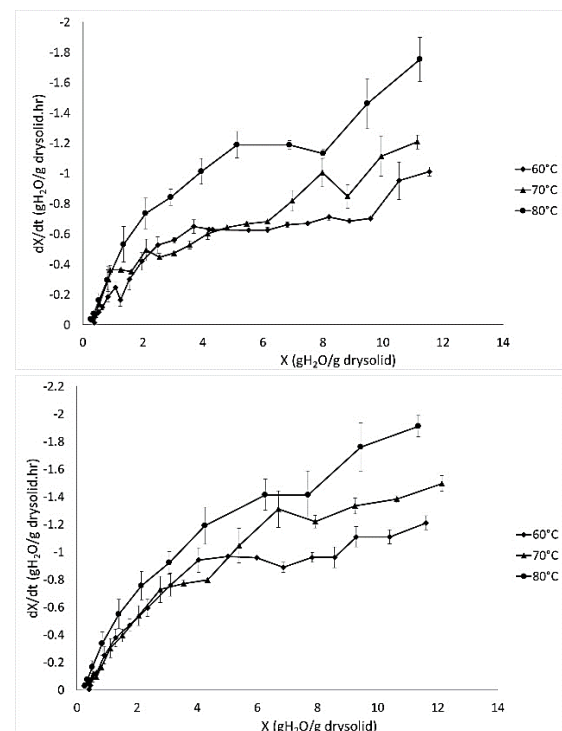 -2
-1.8
-1.6
-1.4
-1.2
-1
-0.8
-0.6
-0.4
-0.2
0
dX/dt (gH₂O/g drysolid.hr)
60°C
70°C
80°C
0 2 4 6 8 10 12 14
X (gH₂O/g drysolid)
-2.2
-2
-1.8
-1.6
-1.4
-1.2
-1
-0.8
-0.6
-0.4
-0.2
0
dX/dt (gH₂O/g drysolid.hr)
60°C
70°C
80°C
0 2 4 6 8 10 12 14
X (gH₂O/g drysolid)